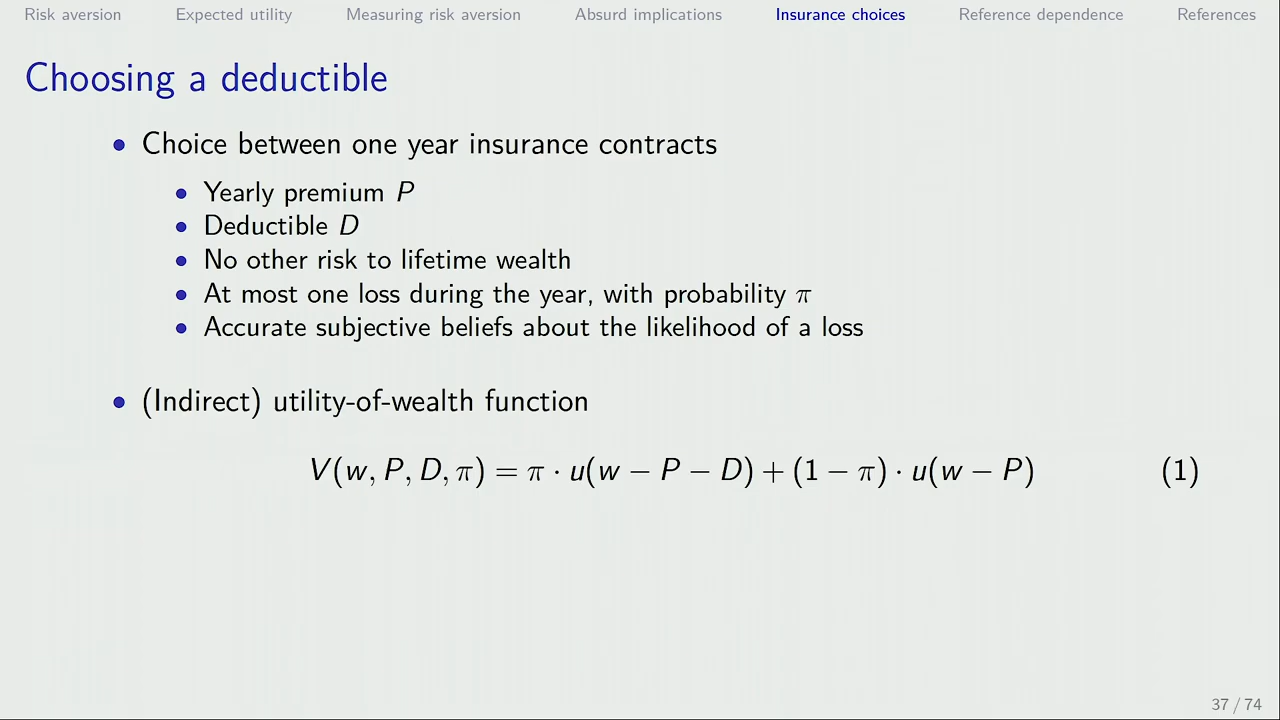 Risk aversion Expected utility Measuring risk aversion Absurd implications Insurance choices Reference dependence References
Choosing a deductible
• Choice between one year insurance contracts
• Yearly premium P
• Deductible D
• No other risk to lifetime wealth
• At most one loss during the year, with probability π
• Accurate subjective beliefs about the likelihood of a loss
• (Indirect) utility-of-wealth function
V(w, P, D, π) = π · u(w − P − D) + (1 − π) · u(w − P) (1)
37 / 74